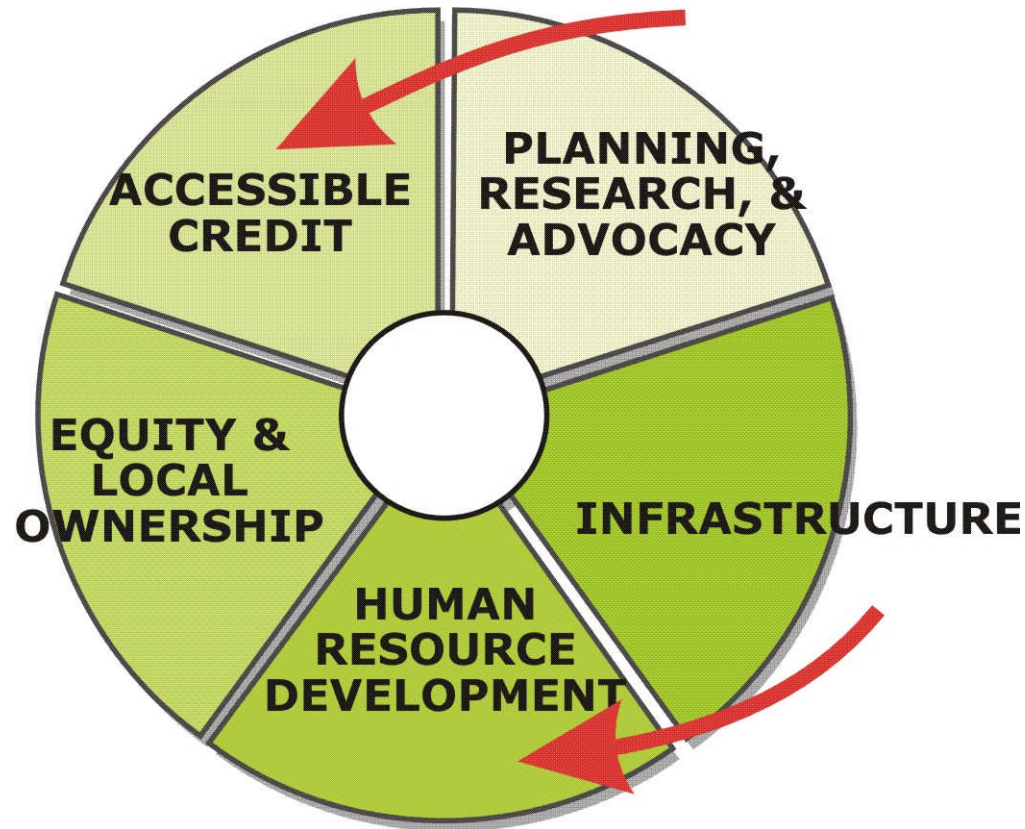 ACCESSIBLE
CREDIT
PLANNING,
RESEARCH, &
ADVOCACY
EQUITY &
LOCAL
OWNERSHIP
INFRASTRUCTURE
HUMAN
RESOURCE
DEVELOPMENT